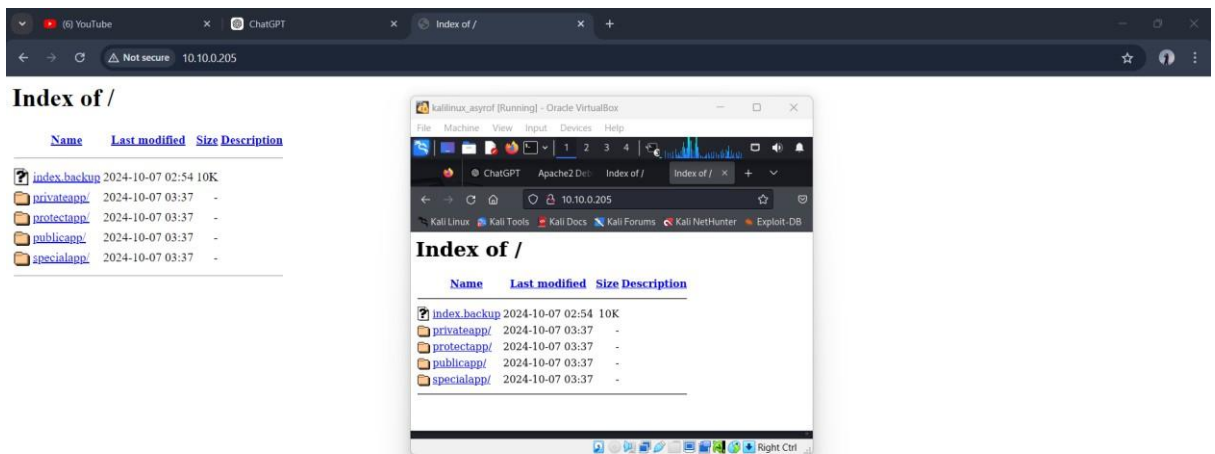 (6) YouTube
ChatGPT
Index of /
Not secure 10.10.0.205
Index of /
Name Last modified Size Description
index.backup 2024-10-07 02:54 10K
privateapp/ 2024-10-07 03:37 -
protectapp/ 2024-10-07 03:37 -
publicapp/ 2024-10-07 03:37 -
specialapp/ 2024-10-07 03:37 -
kalilinux_asyrof [Running] - Oracle VirtualBox
File Machine View Input Devices Help
1 2 3 4
ChatGPT Apache2 Deb Index of / Index of /
10.10.0.205
Kali Linux Kali Tools Kali Docs Kali Forums Kali NetHunter Exploit-DB
Index of /
Name Last modified Size Description
index.backup 2024-10-07 02:54 10K
privateapp/ 2024-10-07 03:37 -
protectapp/ 2024-10-07 03:37 -
publicapp/ 2024-10-07 03:37 -
specialapp/ 2024-10-07 03:37 -
Right Ctrl